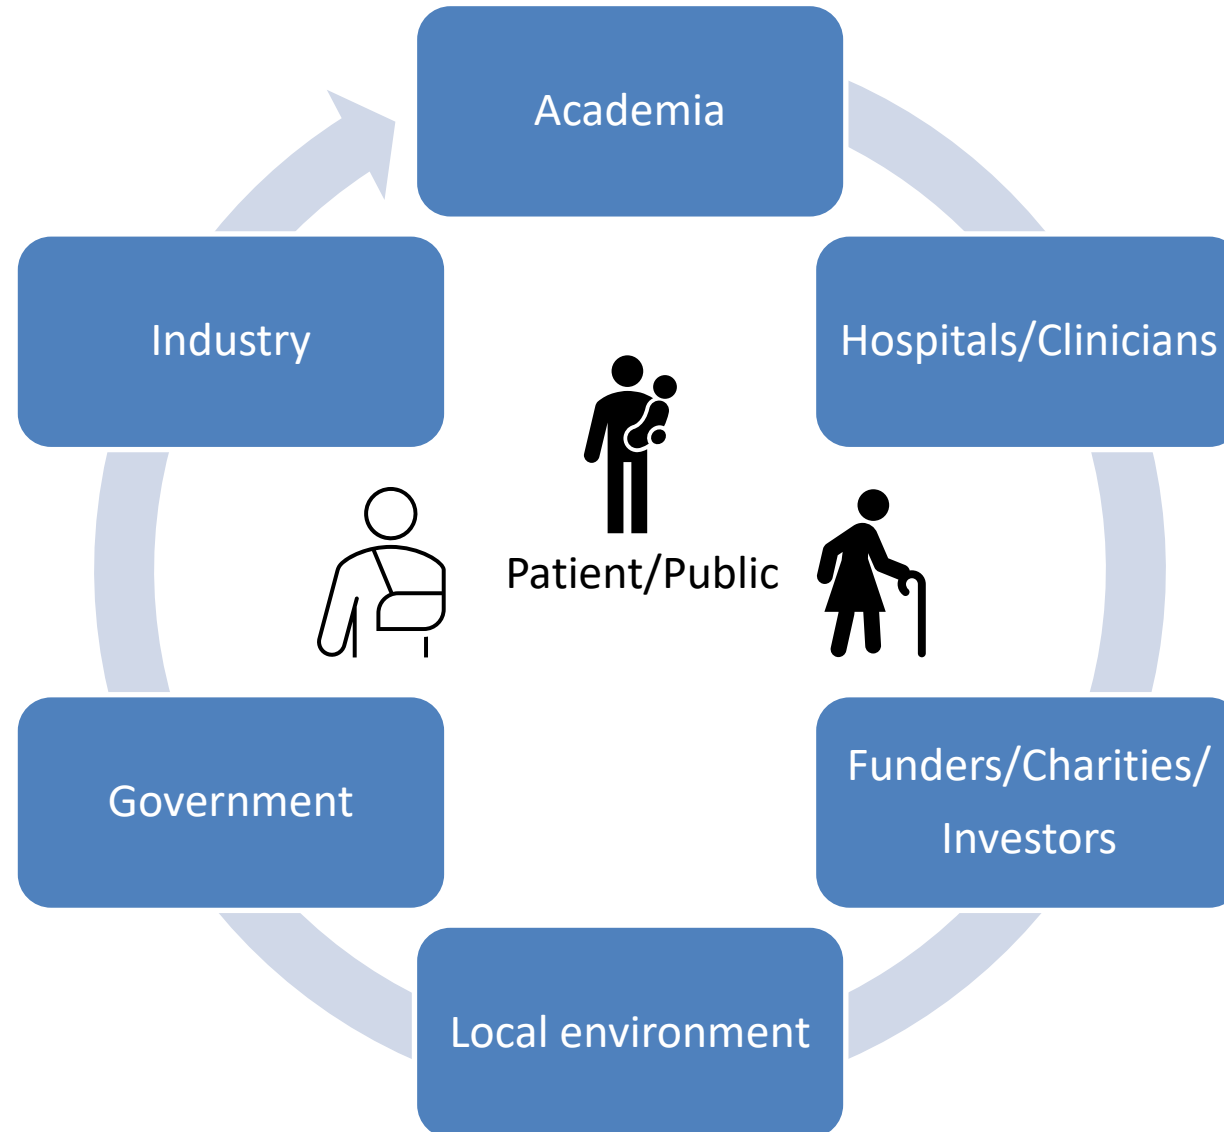 Academia
Hospitals/Clinicians
Industry
Patient/Public
Funders/Charities/
Investors
Government
Local environment